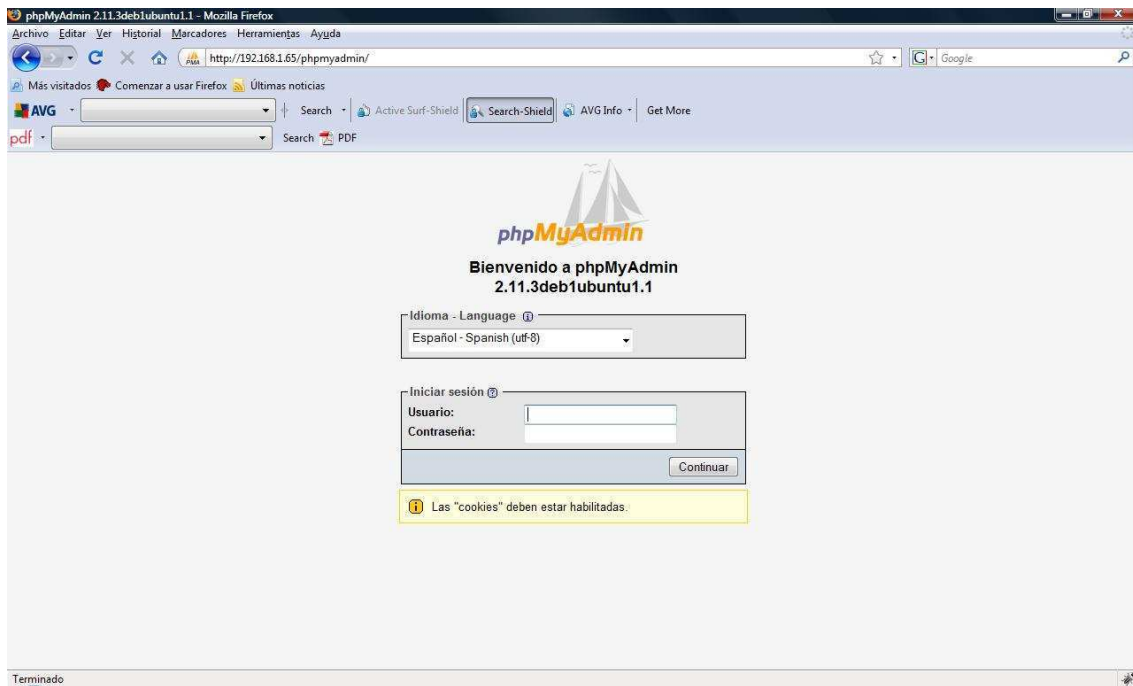 phpMyAdmin 2.11.3deb1ubuntu1.1 - Mozilla Firefox
Archivo Editar Ver Historial Marcadores Herramientas Ayuda
PMA http://192.168.1.65/phpmyadmin/ G Google
Más visitados Comenzar a usar Firefox Últimas noticias
AVG Search Active Surf-Shield Search-Shield AVG Info Get More
pdf Search PDF
phpMyAdmin
Bienvenido a phpMyAdmin
2.11.3deb1ubuntu1.1
Idioma - Language
Español - Spanish (utf-8)
Iniciar sesión
Usuario:
Contraseña:
Continuar
Las "cookies" deben estar habilitadas.
Terminado